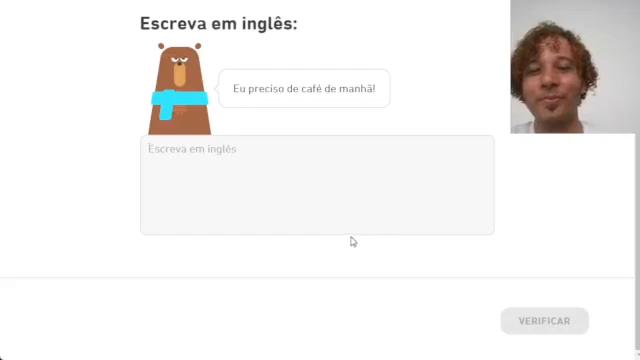 Escreva em inglês:
Eu preciso de café de manhã!
Escreva em inglês
VERIFICAR